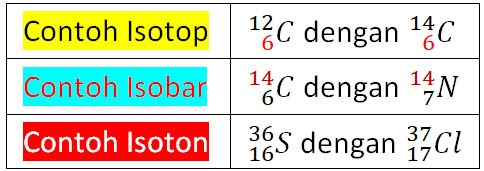 Contoh Isotop ¹²₆C dengan ¹⁴₆C
Contoh Isobar ¹⁴₆C dengan ¹⁴₇N
Contoh Isoton ³⁶₁₆S dengan ³⁷₁₇Cl